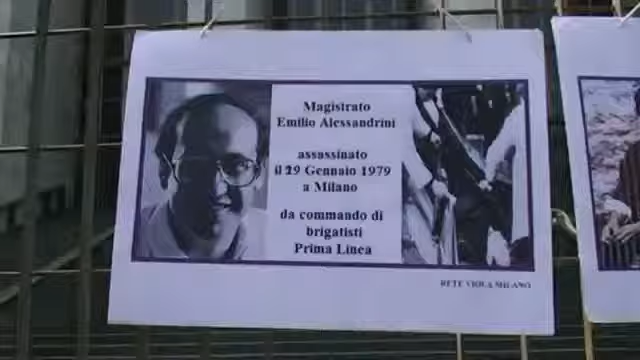 Magistrato
Emilio Alessandrini
assassinato
il 29 Gennaio 1979
a Milano
da commando di
brigatisti
Prima Linea
RETE VIOLA MILANO